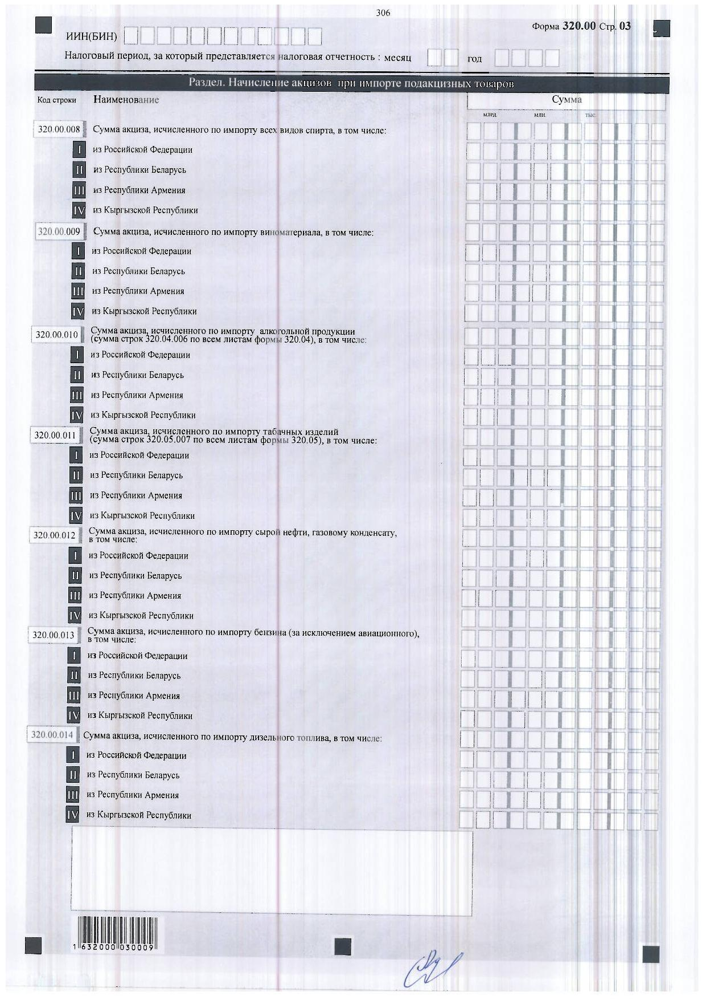 306
Форма 320.00 Стр. 03
ИИН(БИН)
Налоговый период, за который представляется налоговая отчетность : месяц год
Раздел. Начисление акцизов при импорте подакцизных товаров
Код строки Наименование Сумма
млрд. млн. тыс.
320.00.008 Сумма акциза, исчисленного по импорту всех видов спирта, в том числе:
I из Российской Федерации
II из Республики Беларусь
III из Республики Армения
IV из Кыргызской Республики
320.00.009 Сумма акциза, исчисленного по импорту виноматериала, в том числе:
I из Российской Федерации
II из Республики Беларусь
III из Республики Армения
IV из Кыргызской Республики
320.00.010 Сумма акциза, исчисленного по импорту алкогольной продукции
(сумма строк 320.04.006 по всем листам формы 320.04), в том числе:
I из Российской Федерации
II из Республики Беларусь
III из Республики Армения
IV из Кыргызской Республики
320.00.011 Сумма акциза, исчисленного по импорту табачных изделий
(сумма строк 320.05.007 по всем листам формы 320.05), в том числе:
I из Российской Федерации
II из Республики Беларусь
III из Республики Армения
IV из Кыргызской Республики
320.00.012 Сумма акциза, исчисленного по импорту сырой нефти, газовому конденсату,
в том числе:
I из Российской Федерации
II из Республики Беларусь
III из Республики Армения
IV из Кыргызской Республики
320.00.013 Сумма акциза, исчисленного по импорту бензина (за исключением авиационного),
в том числе:
I из Российской Федерации
II из Республики Беларусь
III из Республики Армения
IV из Кыргызской Республики
320.00.014 Сумма акциза, исчисленного по импорту дизельного топлива, в том числе:
I из Российской Федерации
II из Республики Беларусь
III из Республики Армения
IV из Кыргызской Республики
1 632000 030009